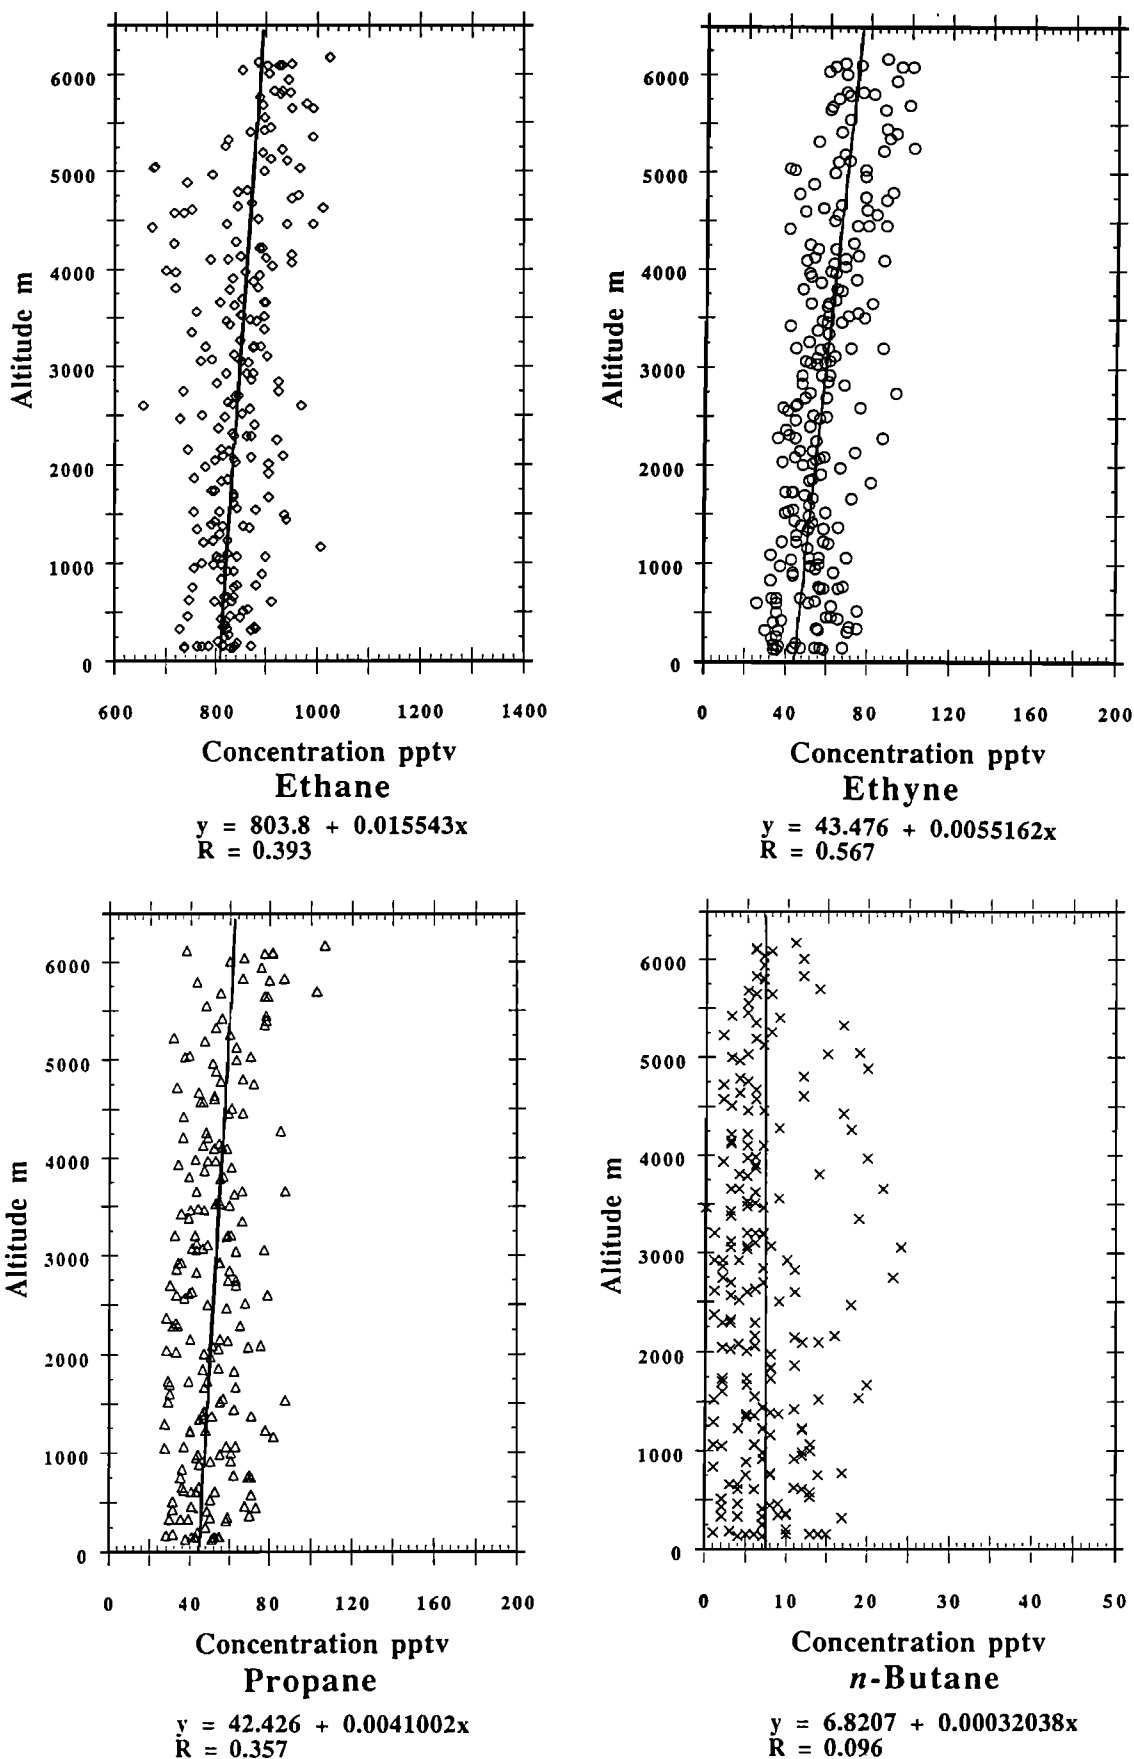 6000
5000
4000
3000
2000
1000
0
Altitude m
600 800 1000 1200 1400
Concentration pptv
Ethane
y = 803.8 + 0.015543x
R = 0.393
6000
5000
4000
3000
2000
1000
0
Altitude m
0 40 80 120 160 200
Concentration pptv
Ethyne
y = 43.476 + 0.0055162x
R = 0.567
6000
5000
4000
3000
2000
1000
0
Altitude m
0 40 80 120 160 200
Concentration pptv
Propane
y = 42.426 + 0.0041002x
R = 0.357
6000
5000
4000
3000
2000
1000
0
Altitude m
0 10 20 30 40 50
Concentration pptv
n-Butane
y = 6.8207 + 0.00032038x
R = 0.096